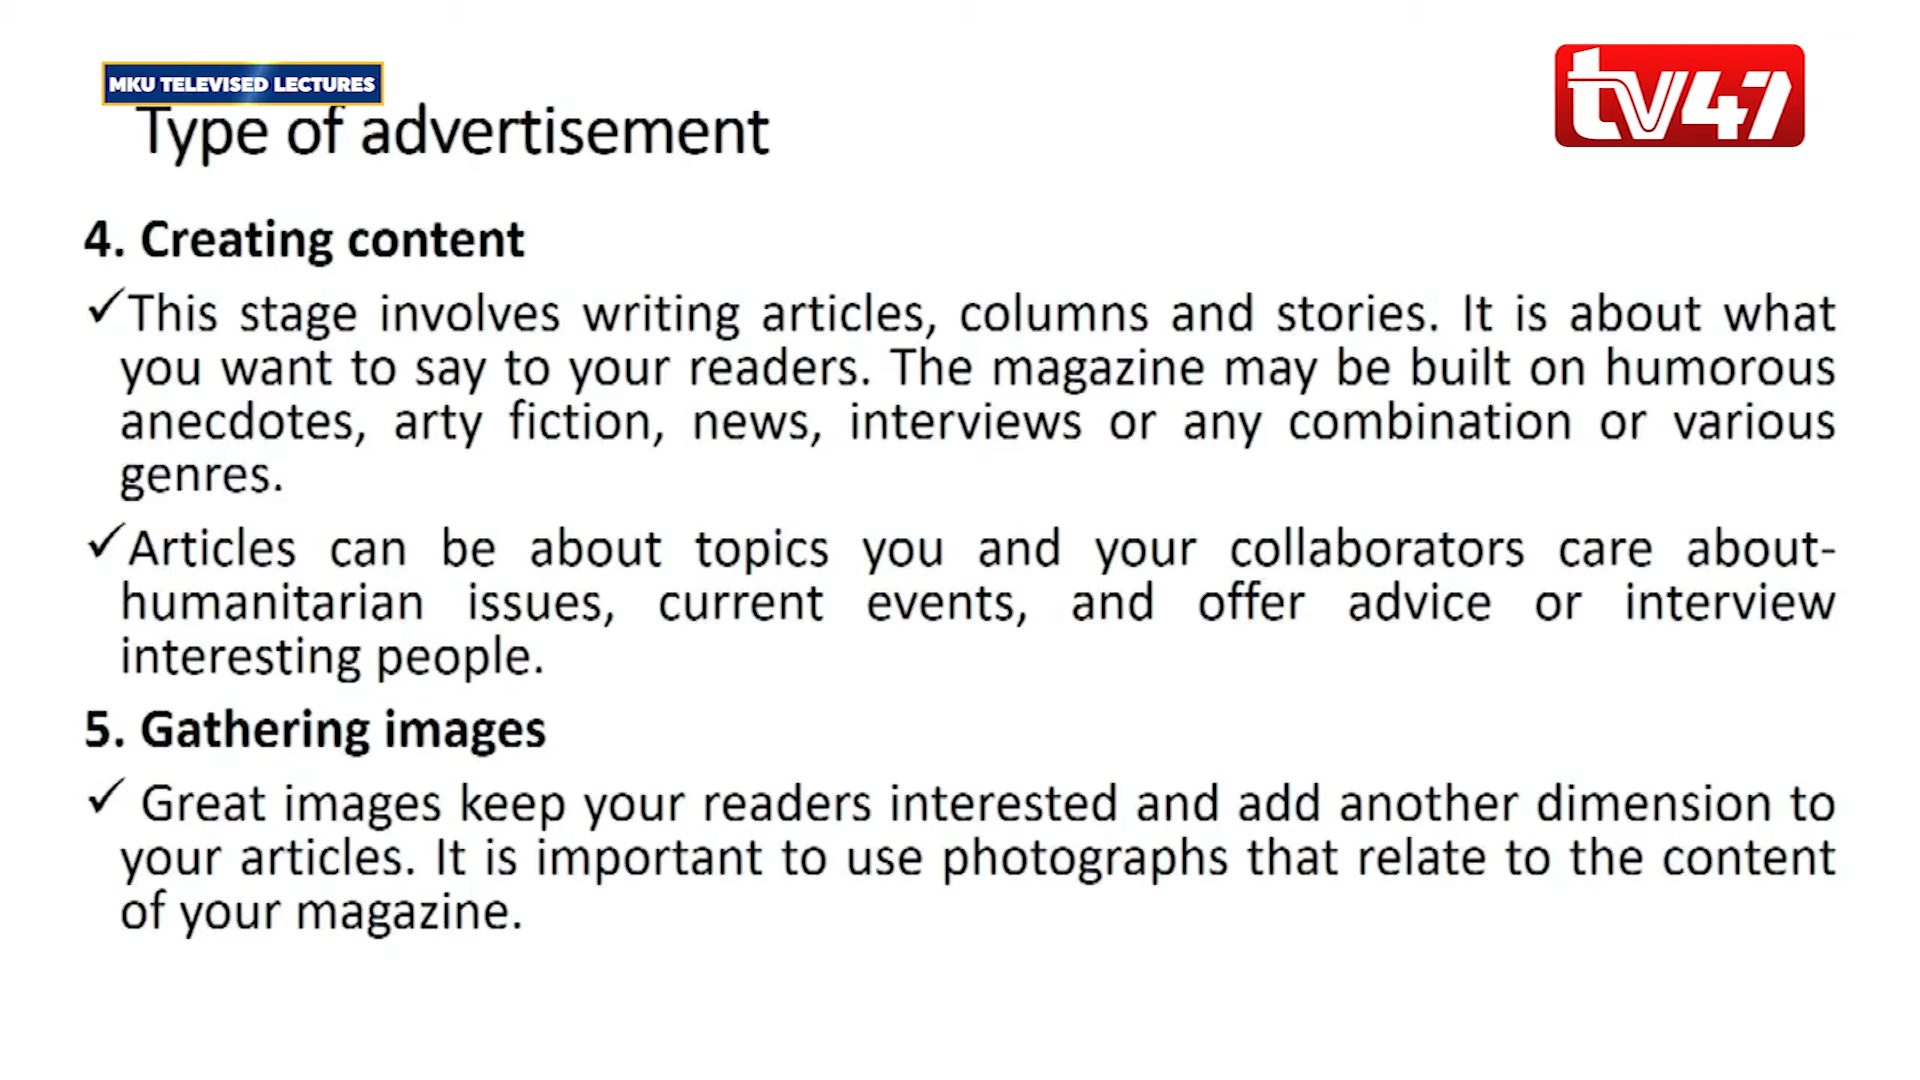 MKU TELEVISED LECTURES
tv47
Type of advertisement
4. Creating content
✓This stage involves writing articles, columns and stories. It is about what
you want to say to your readers. The magazine may be built on humorous
anecdotes, arty fiction, news, interviews or any combination or various
genres.
✓Articles can be about topics you and your collaborators care about-
humanitarian issues, current events, and offer advice or interview
interesting people.
5. Gathering images
✓ Great images keep your readers interested and add another dimension to
your articles. It is important to use photographs that relate to the content
of your magazine.